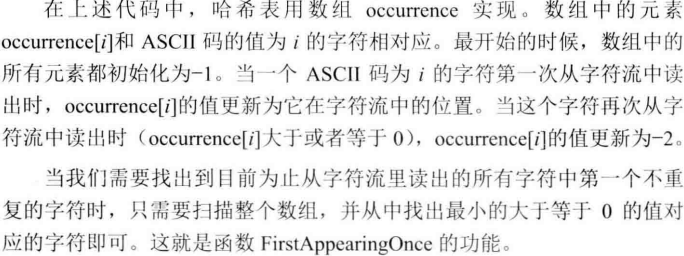 在上述代码中，哈希表用数组 occurrence 实现。数组中的元素
occurrence[i]和 ASCII 码的值为 i 的字符相对应。最开始的时候，数组中的
所有元素都初始化为−1。当一个 ASCII 码为 i 的字符第一次从字符流中读
出时，occurrence[i]的值更新为它在字符流中的位置。当这个字符再次从字
符流中读出时（occurrence[i]大于或者等于 0），occurrence[i]的值更新为−2。
当我们需要找出到目前为止从字符流里读出的所有字符中第一个不重
复的字符时，只需要扫描整个数组，并从中找出最小的大于等于 0 的值对
应的字符即可。这就是函数 FirstAppearingOnce 的功能。